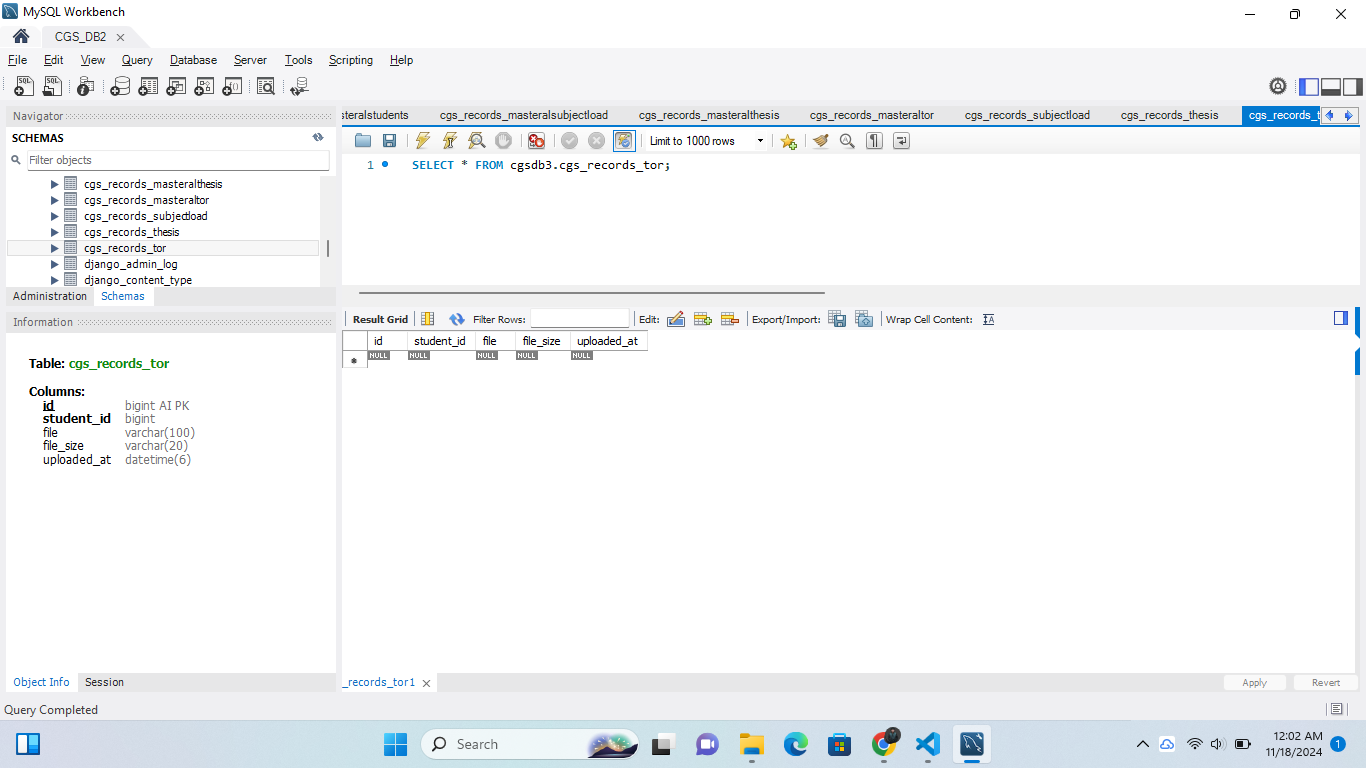 MySQL Workbench
CGS_DB2
File Edit View Query Database Server Tools Scripting Help
Navigator
SCHEMAS
Filter objects
cgs_records_masteralthesis
cgs_records_masteraltor
cgs_records_subjectload
cgs_records_thesis
cgs_records_tor
django_admin_log
django_content_type
Administration Schemas
Information
Table: cgs_records_tor
Columns:
id bigint AI PK
student_id bigint
file varchar(100)
file_size varchar(20)
uploaded_at datetime(6)
Object Info Session
steralstudents cgs_records_masteralsubjectload cgs_records_masteralthesis cgs_records_masteraltor cgs_records_subjectload cgs_records_thesis cgs_records_t
Limit to 1000 rows
1 SELECT * FROM cgsdb3.cgs_records_tor;
Result Grid Filter Rows: Edit: Export/Import: Wrap Cell Content:
id student_id file file_size uploaded_at
NULL NULL NULL NULL NULL
_records_tor 1
Apply Revert
Query Completed
Search
12:02 AM
11/18/2024
1